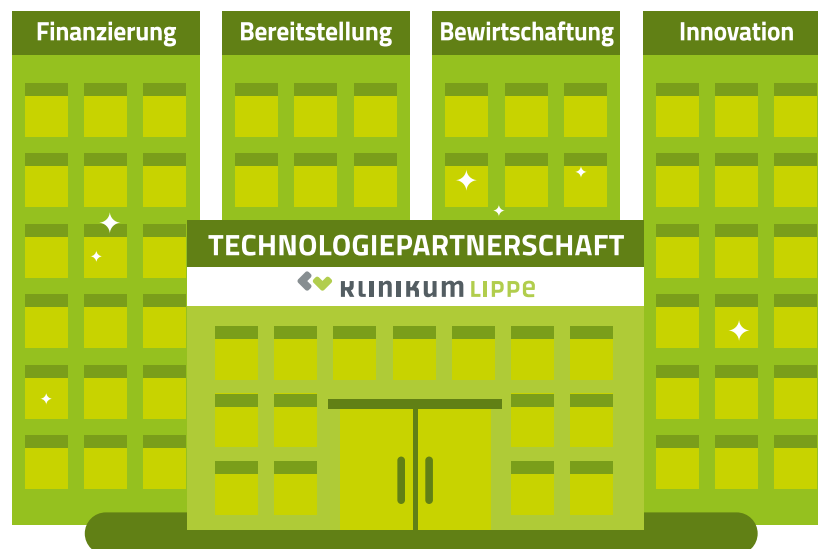 Finanzierung
Bereitstellung
Bewirtschaftung
Innovation
TECHNOLOGIEPARTNERSCHAFT
KLINIKUM LIPPE